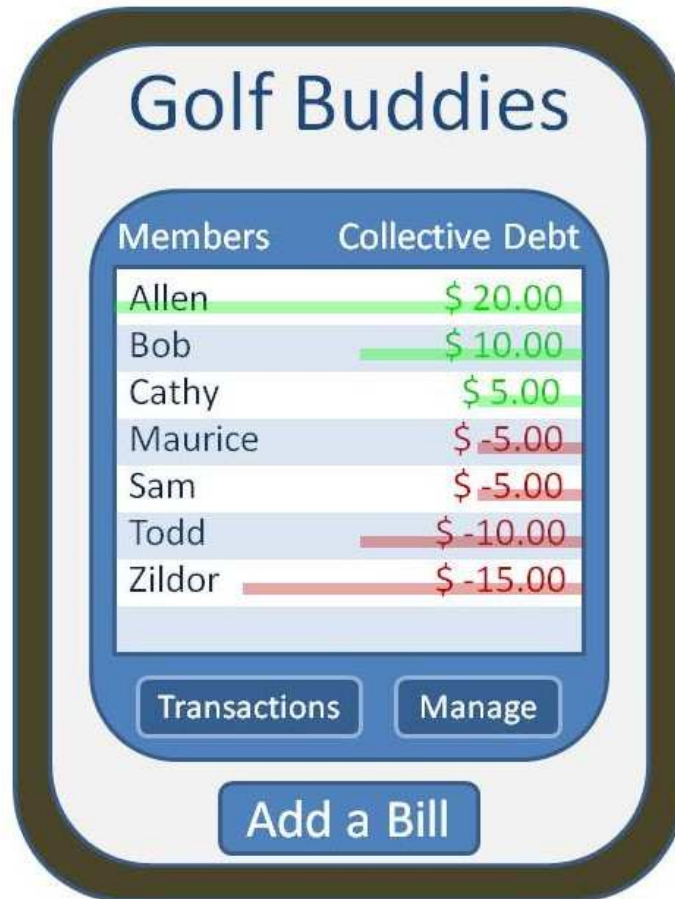 Golf Buddies
Members Collective Debt
Allen $ 20.00
Bob $ 10.00
Cathy $ 5.00
Maurice $ -5.00
Sam $ -5.00
Todd $ -10.00
Zildor $ -15.00
Transactions Manage
Add a Bill